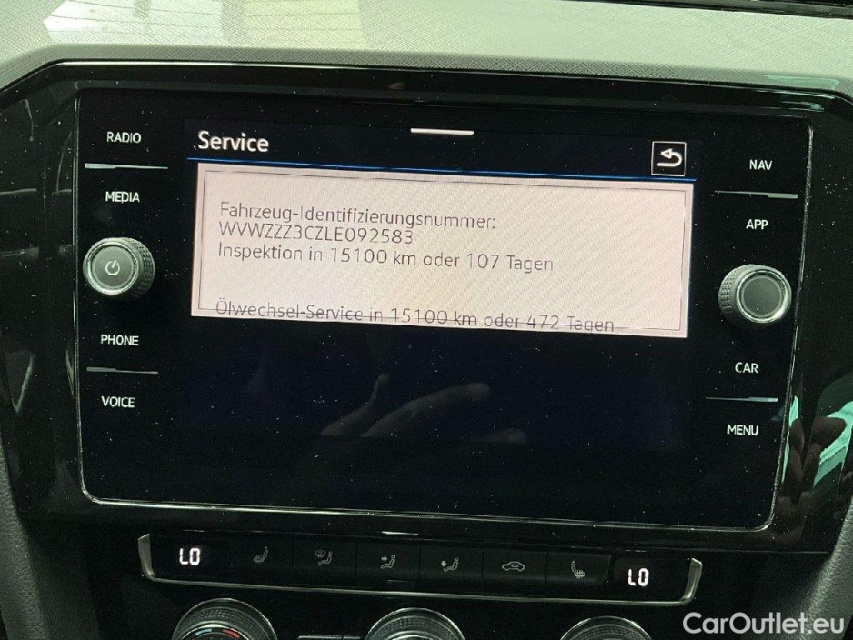 RADIO
MEDIA
PHONE
VOICE
Service
Fahrzeug-Identifizierungsnummer:
WVWZZZ3CZLE092583
Inspektion in 15100 km oder 107 Tagen
Ölwechsel-Service in 15100 km oder 472 Tagen
NAV
APP
CAR
MENU
LO
LO
CarOutlet.eu